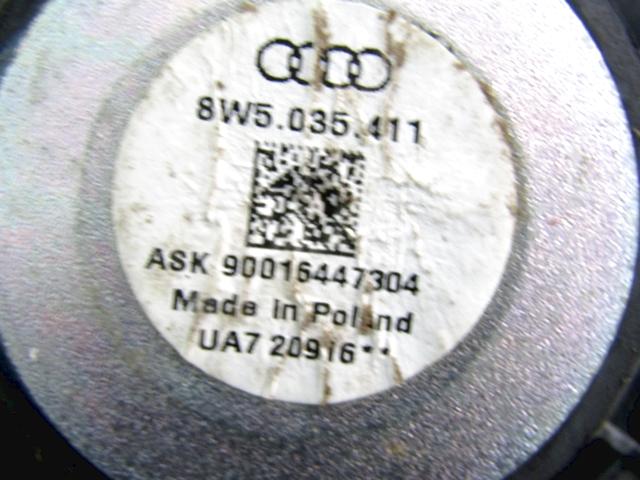 8W5.035.411
ASK 90016447304
Made in Poland
UA7 20916**